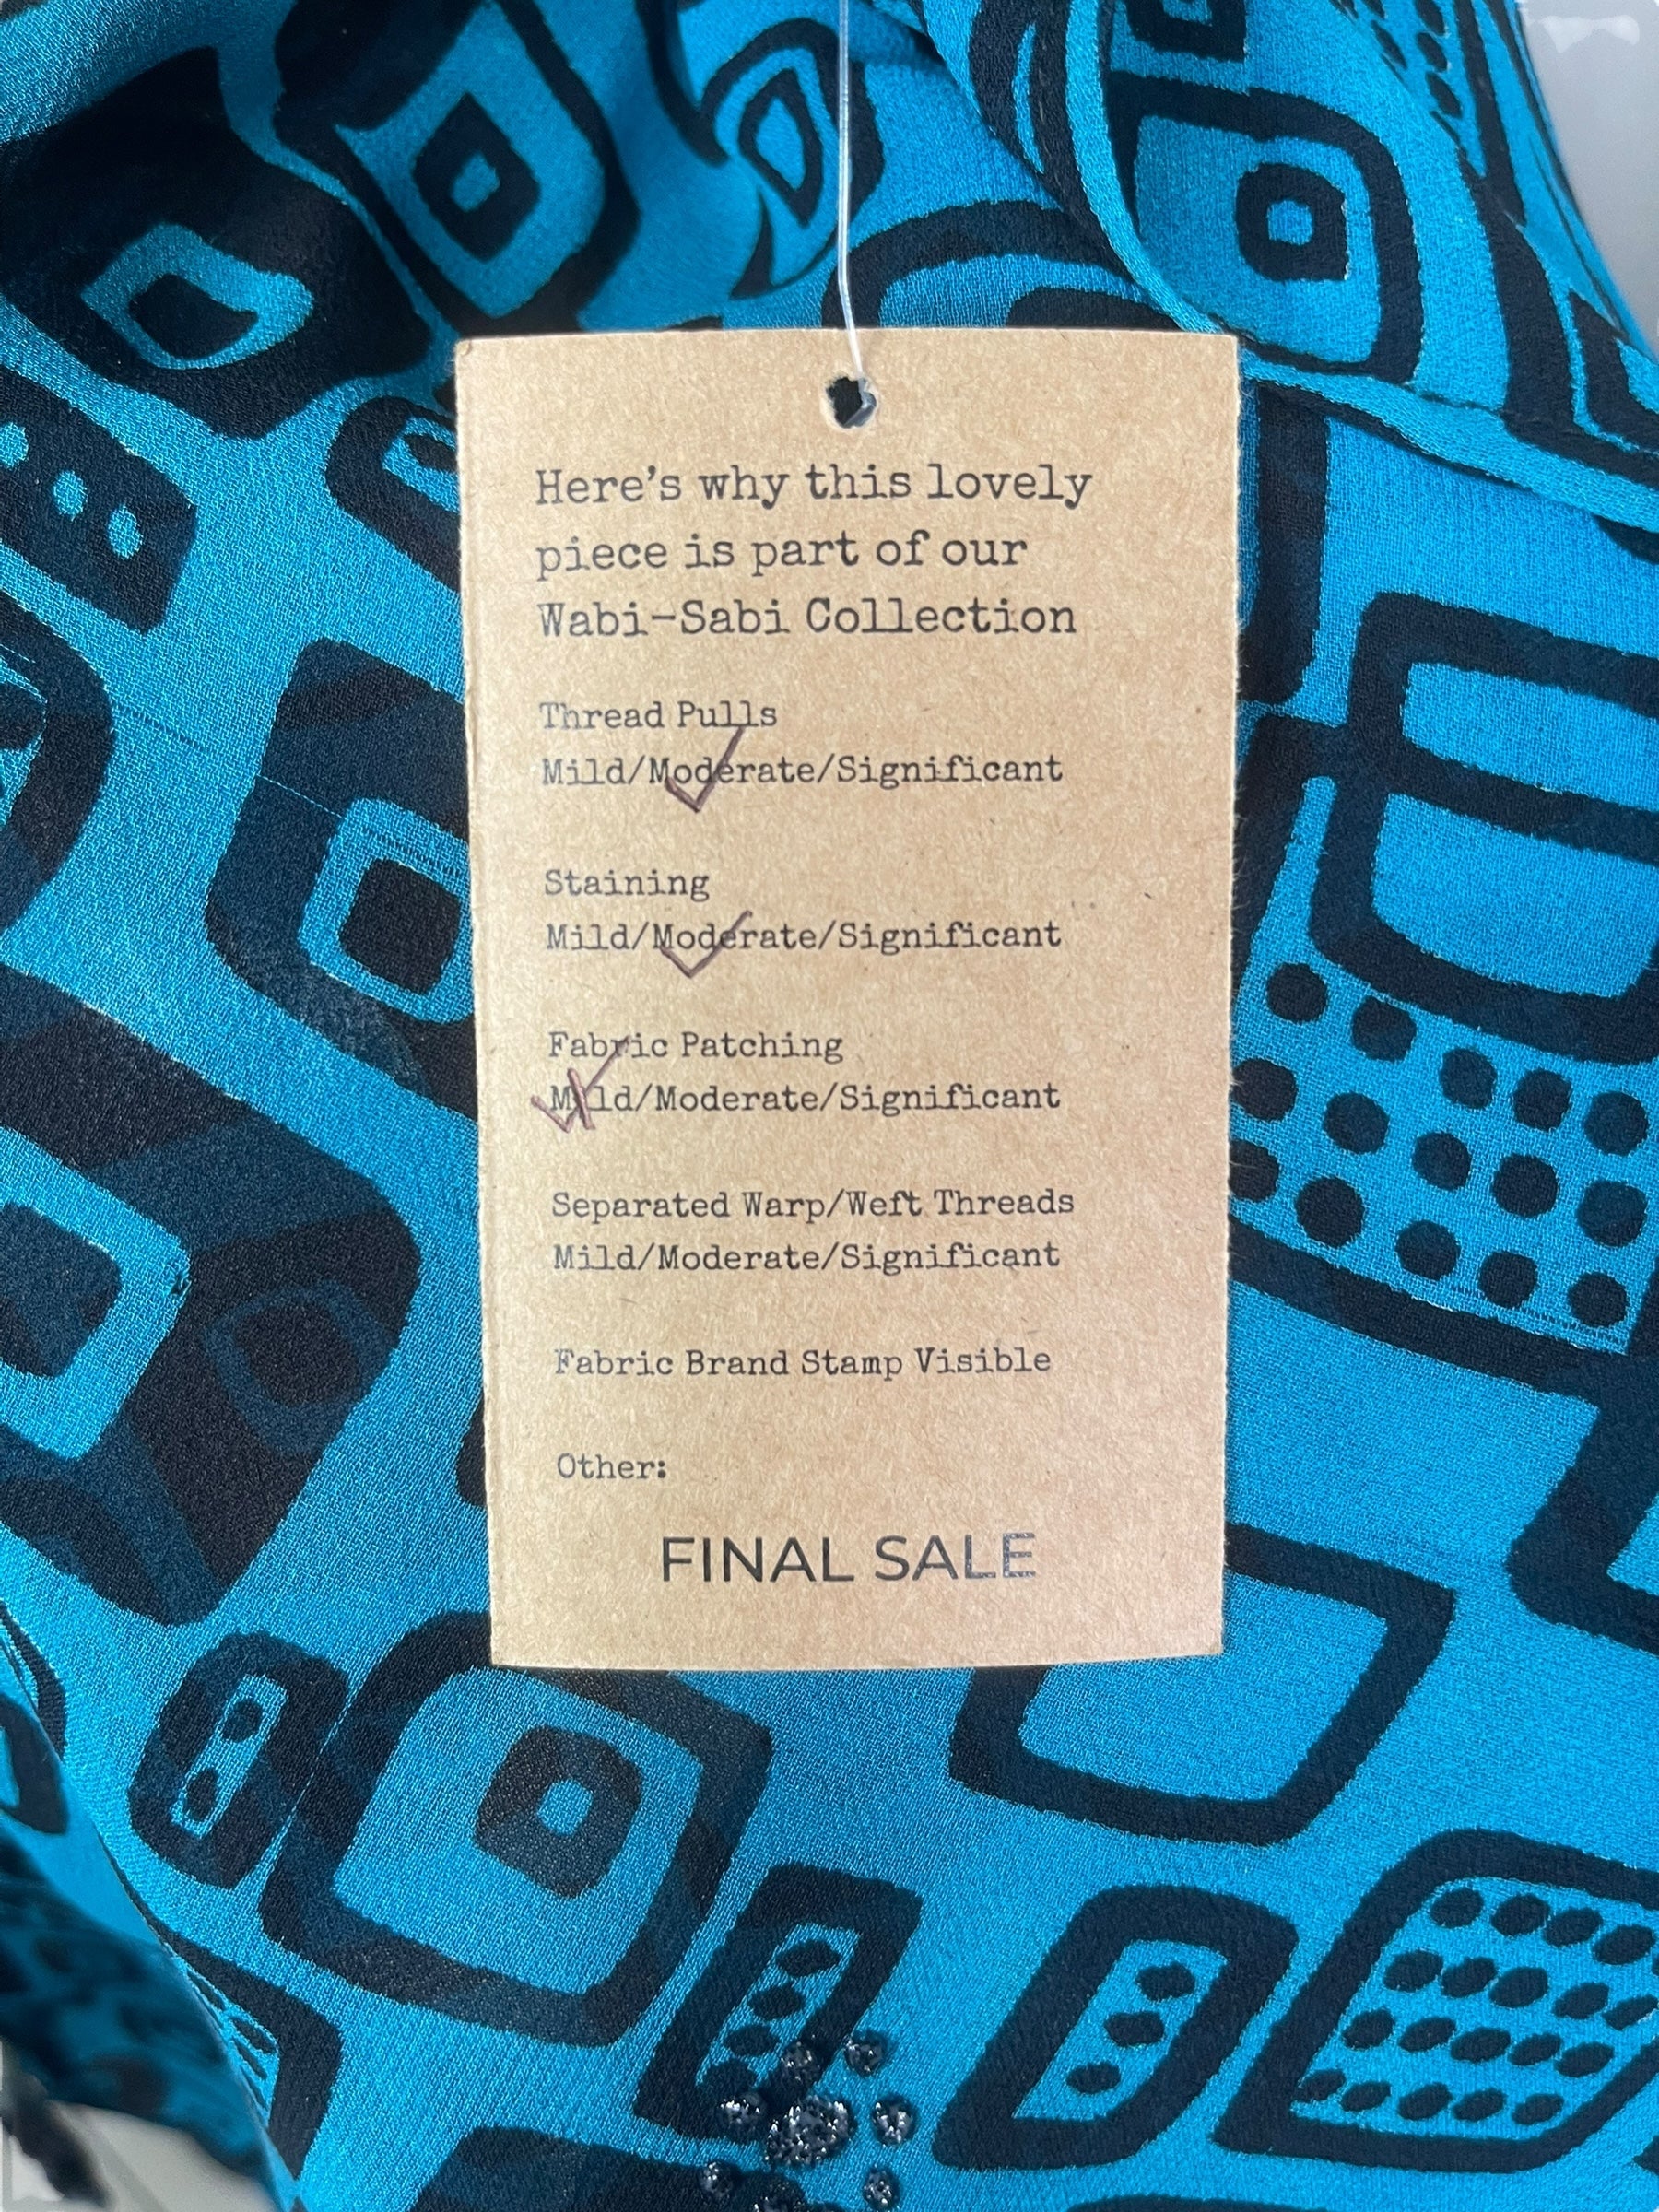 Here's why this lovely
piece is part of our
Wabi-Sabi Collection
Thread Pulls
Mild/Moderate/Significant
Staining
Mild/Moderate/Significant
Fabric Patching
Mild/Moderate/Significant
Separated Warp/Weft Threads
Mild/Moderate/Significant
Fabric Brand Stamp Visible
Other:
FINAL SALE